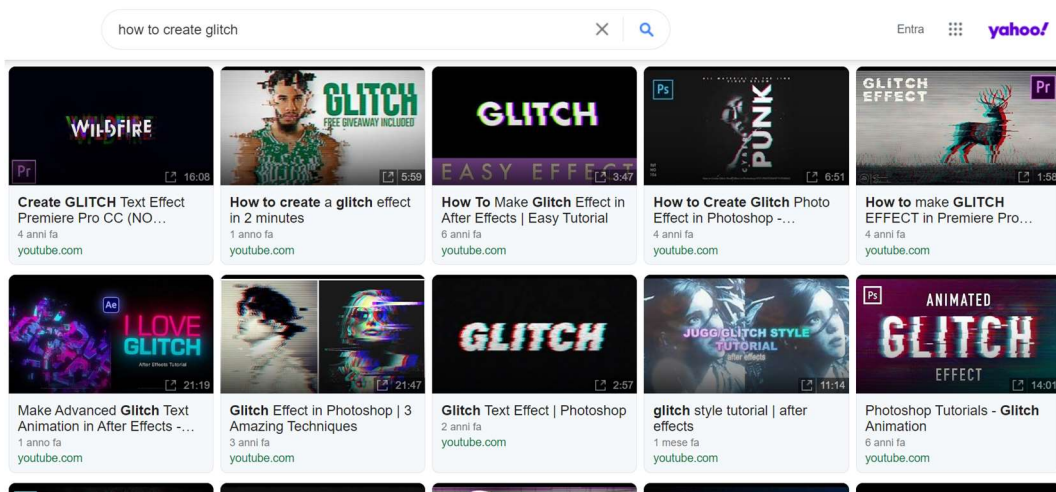 how to create glitch
Entra
yahoo!
WILDFIRE
Pr
16:08
GLITCH
FREE GIVEAWAY INCLUDED
5:59
GLITCH
EASY EFFECT
3:47
Ps
CYBER
PUNK
6:51
GLITCH
EFFECT
Pr
1:58
Create GLITCH Text Effect
Premiere Pro CC (NO…
4 anni fa
youtube.com
How to create a glitch effect
in 2 minutes
1 anno fa
youtube.com
How To Make Glitch Effect in
After Effects | Easy Tutorial
6 anni fa
youtube.com
How to Create Glitch Photo
Effect in Photoshop -…
4 anni fa
youtube.com
How to make GLITCH
EFFECT in Premiere Pro…
4 anni fa
youtube.com
Ae
I LOVE
GLITCH
After Effects Tutorial
21:19
21:47
GLITCH
2:57
JUGG/GLITCH STYLE
TUTORIAL
after effects
11:14
Ps
ANIMATED
GLITCH
EFFECT
14:01
Make Advanced Glitch Text
Animation in After Effects -…
1 anno fa
youtube.com
Glitch Effect in Photoshop | 3
Amazing Techniques
3 anni fa
youtube.com
Glitch Text Effect | Photoshop
2 anni fa
youtube.com
glitch style tutorial | after
effects
1 mese fa
youtube.com
Photoshop Tutorials - Glitch
Animation
6 anni fa
youtube.com